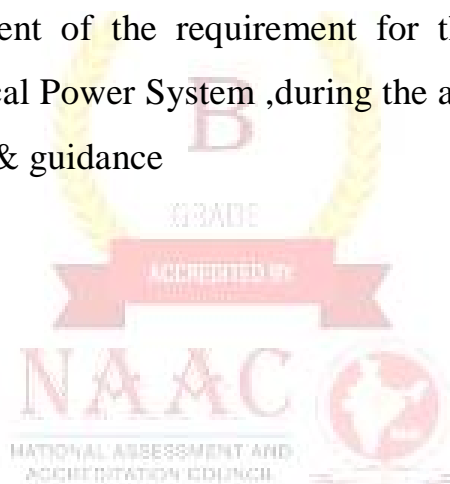 ent of the requirement for th
cal Power System ,during the a
& guidance
B
GRADE
ACCREDITED BY
NAAC
NATIONAL ASSESSMENT AND
ACCREDITATION COUNCIL